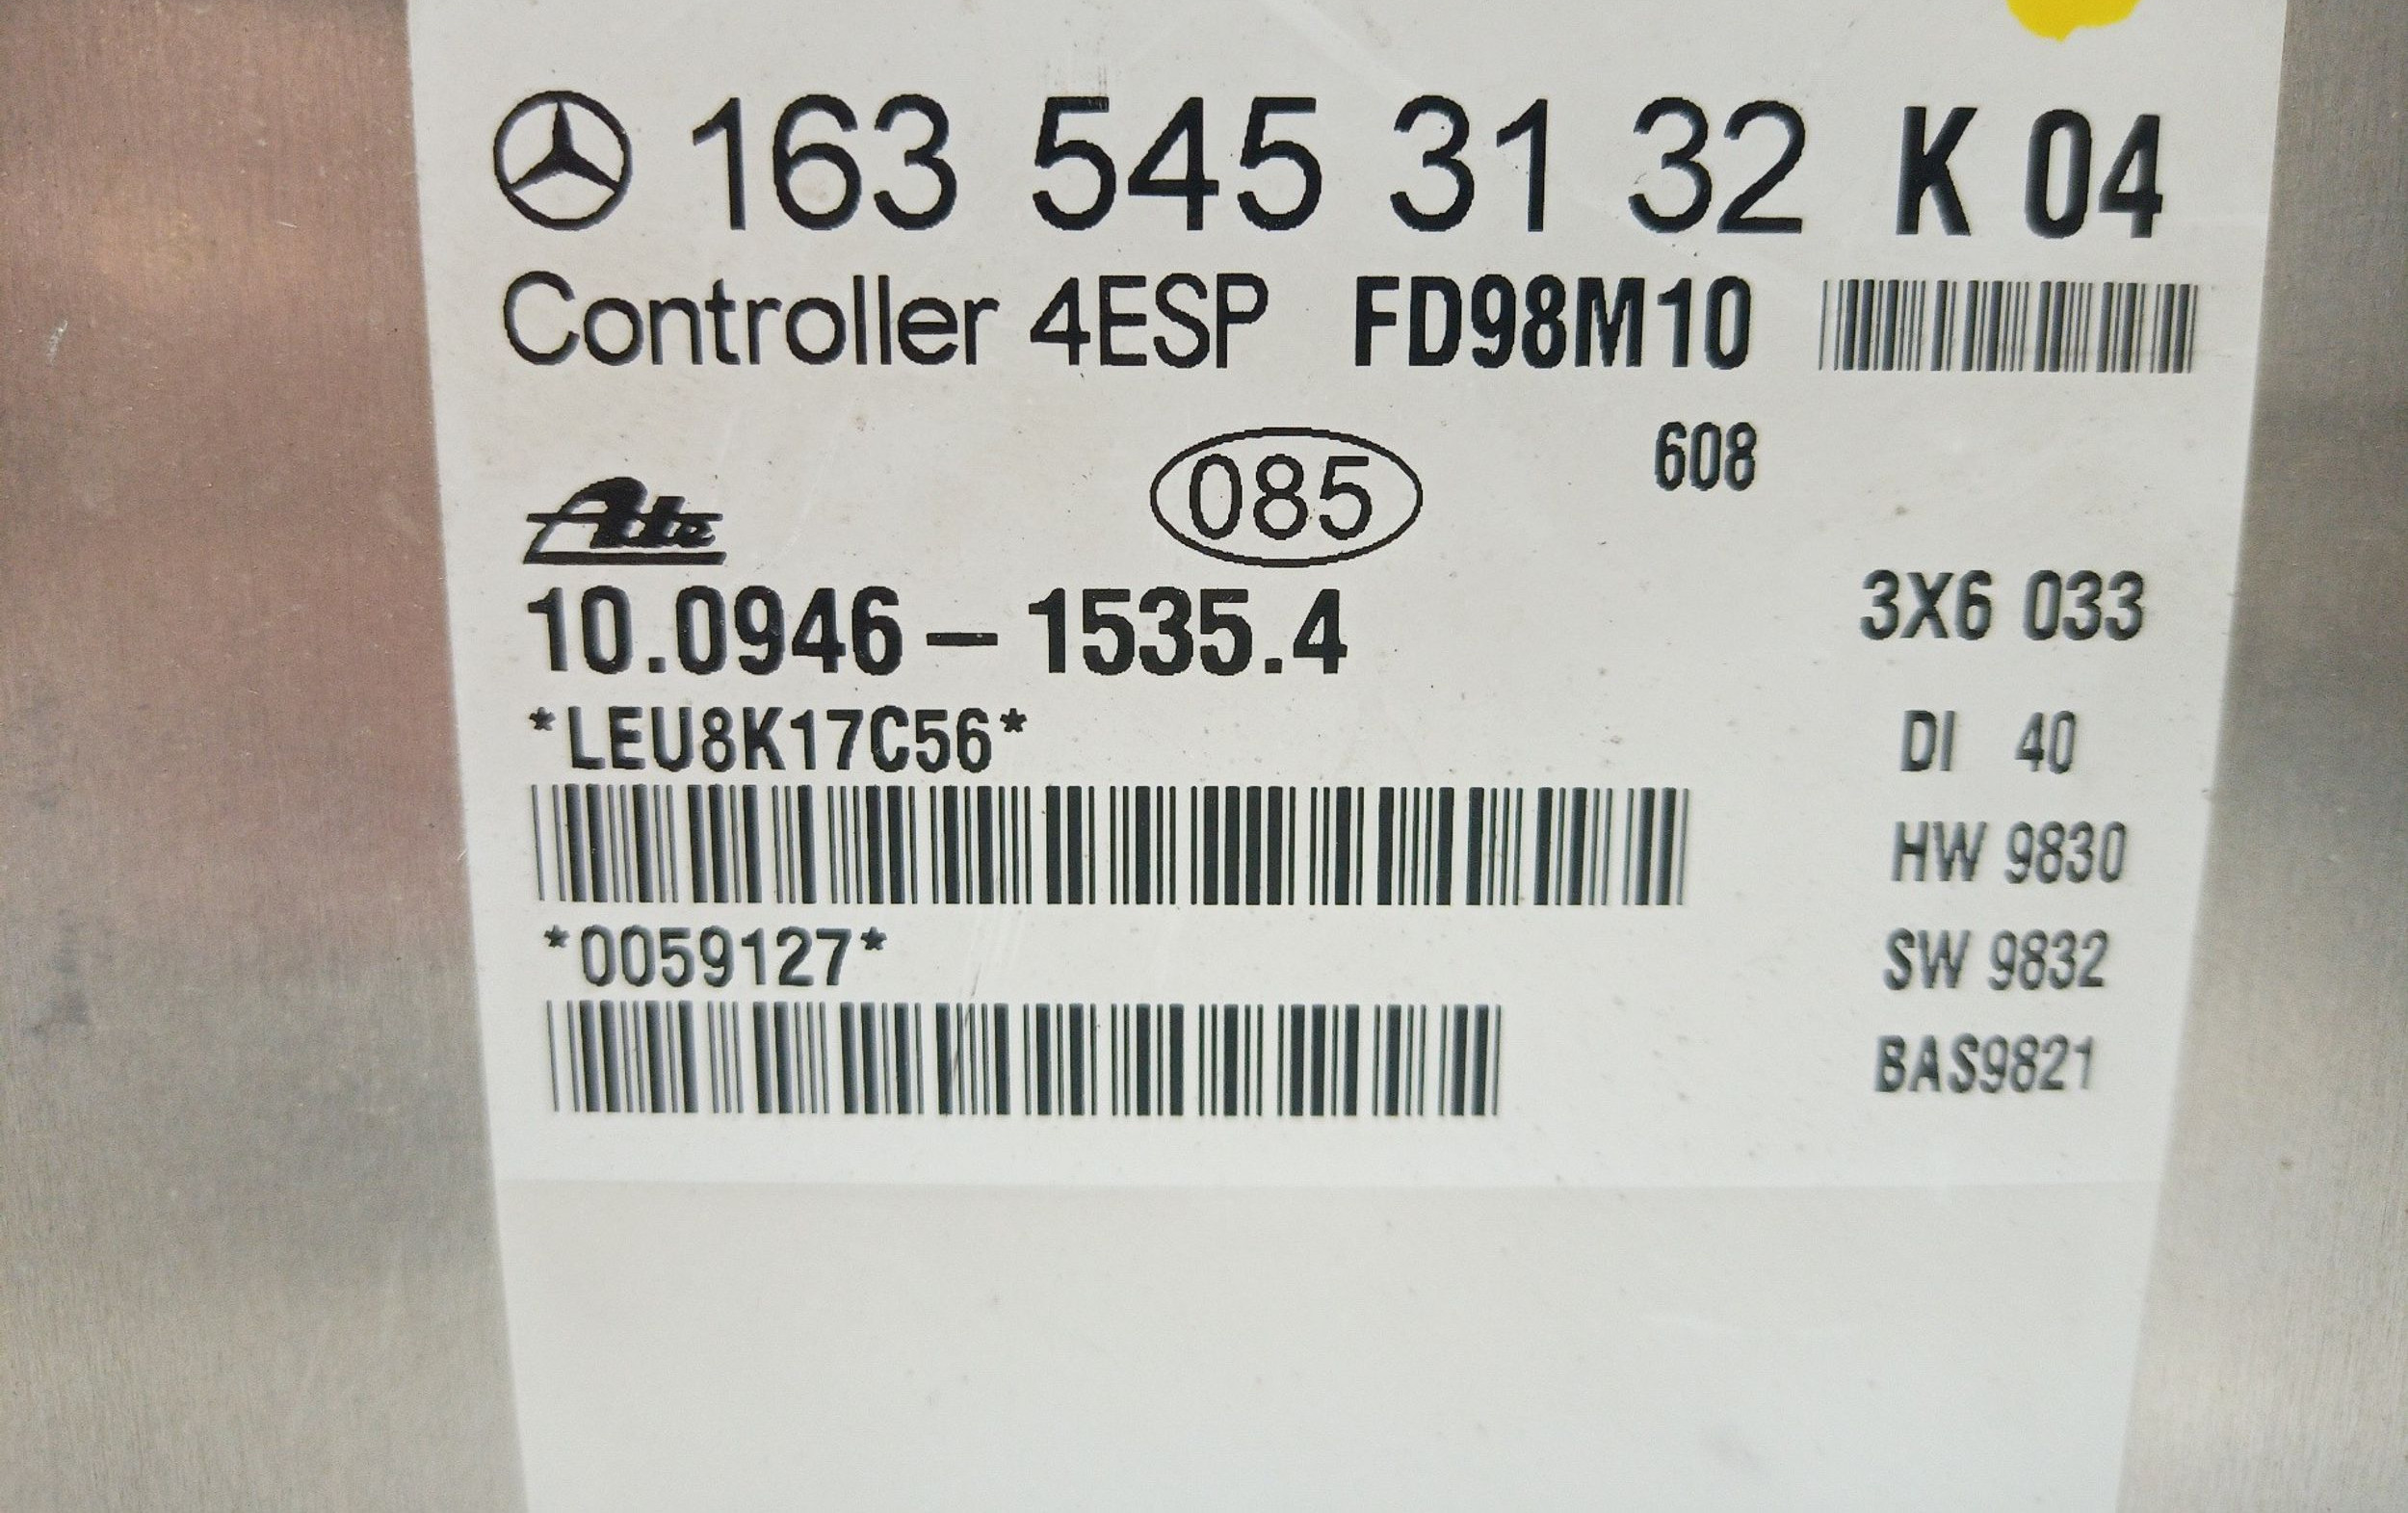 163 545 31 32 K 04
Controller 4ESP FD98M10
608
085
Ate
10.0946-1535.4
3X6 033
*LEU8K17C56*
DI 40
HW 9830
*0059127*
SW 9832
BAS9821